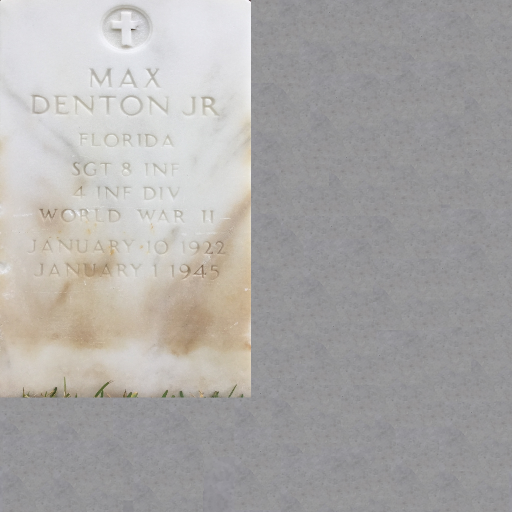 MAX
DENTON JR
FLORIDA
SGT 8 INF
4 INF DIV
WORLD WAR II
JANUARY 10 1922
JANUARY 1 1945